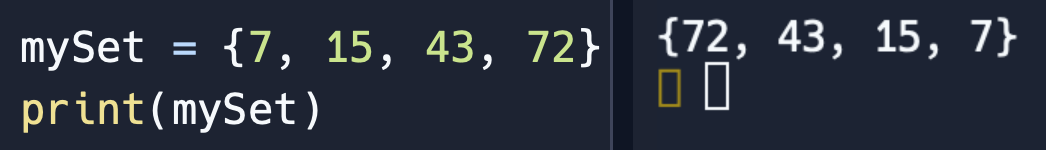 mySet = {7, 15, 43, 72}
print(mySet)
{72, 43, 15, 7}